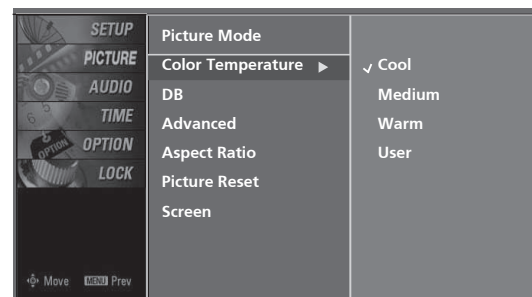 SETUP
PICTURE
AUDIO
TIME
OPTION
LOCK
Move MENU Prev
Picture Mode
Color Temperature
DB
Advanced
Aspect Ratio
Picture Reset
Screen
Cool
Medium
Warm
User